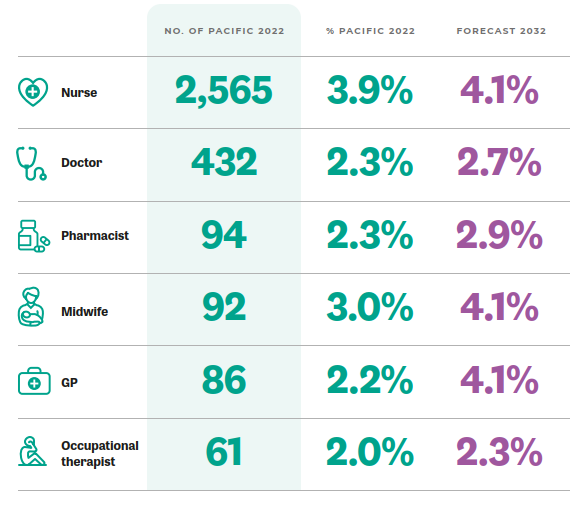 NO. OF PACIFIC 2022 % PACIFIC 2022 FORECAST 2032
Nurse 2,565 3.9% 4.1%
Doctor 432 2.3% 2.7%
Pharmacist 94 2.3% 2.9%
Midwife 92 3.0% 4.1%
GP 86 2.2% 4.1%
Occupational
therapist 61 2.0% 2.3%